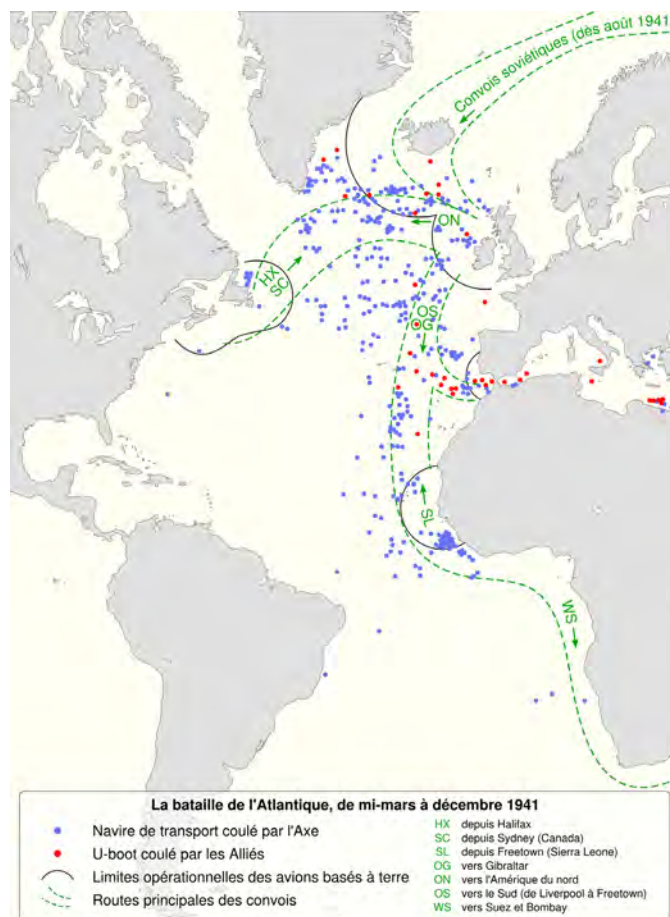 Convois soviétiques (dès août 1941)
ON
HX
SC
OS
OG
SL
WS
La bataille de l'Atlantique, de mi-mars à décembre 1941
Navire de transport coulé par l'Axe
U-boot coulé par les Alliés
Limites opérationnelles des avions basés à terre
Routes principales des convois
HX depuis Halifax
SC depuis Sydney (Canada)
SL depuis Freetown (Sierra Leone)
OG vers Gibraltar
ON vers l'Amérique du nord
OS vers le Sud (de Liverpool à Freetown)
WS vers Suez et Bombay